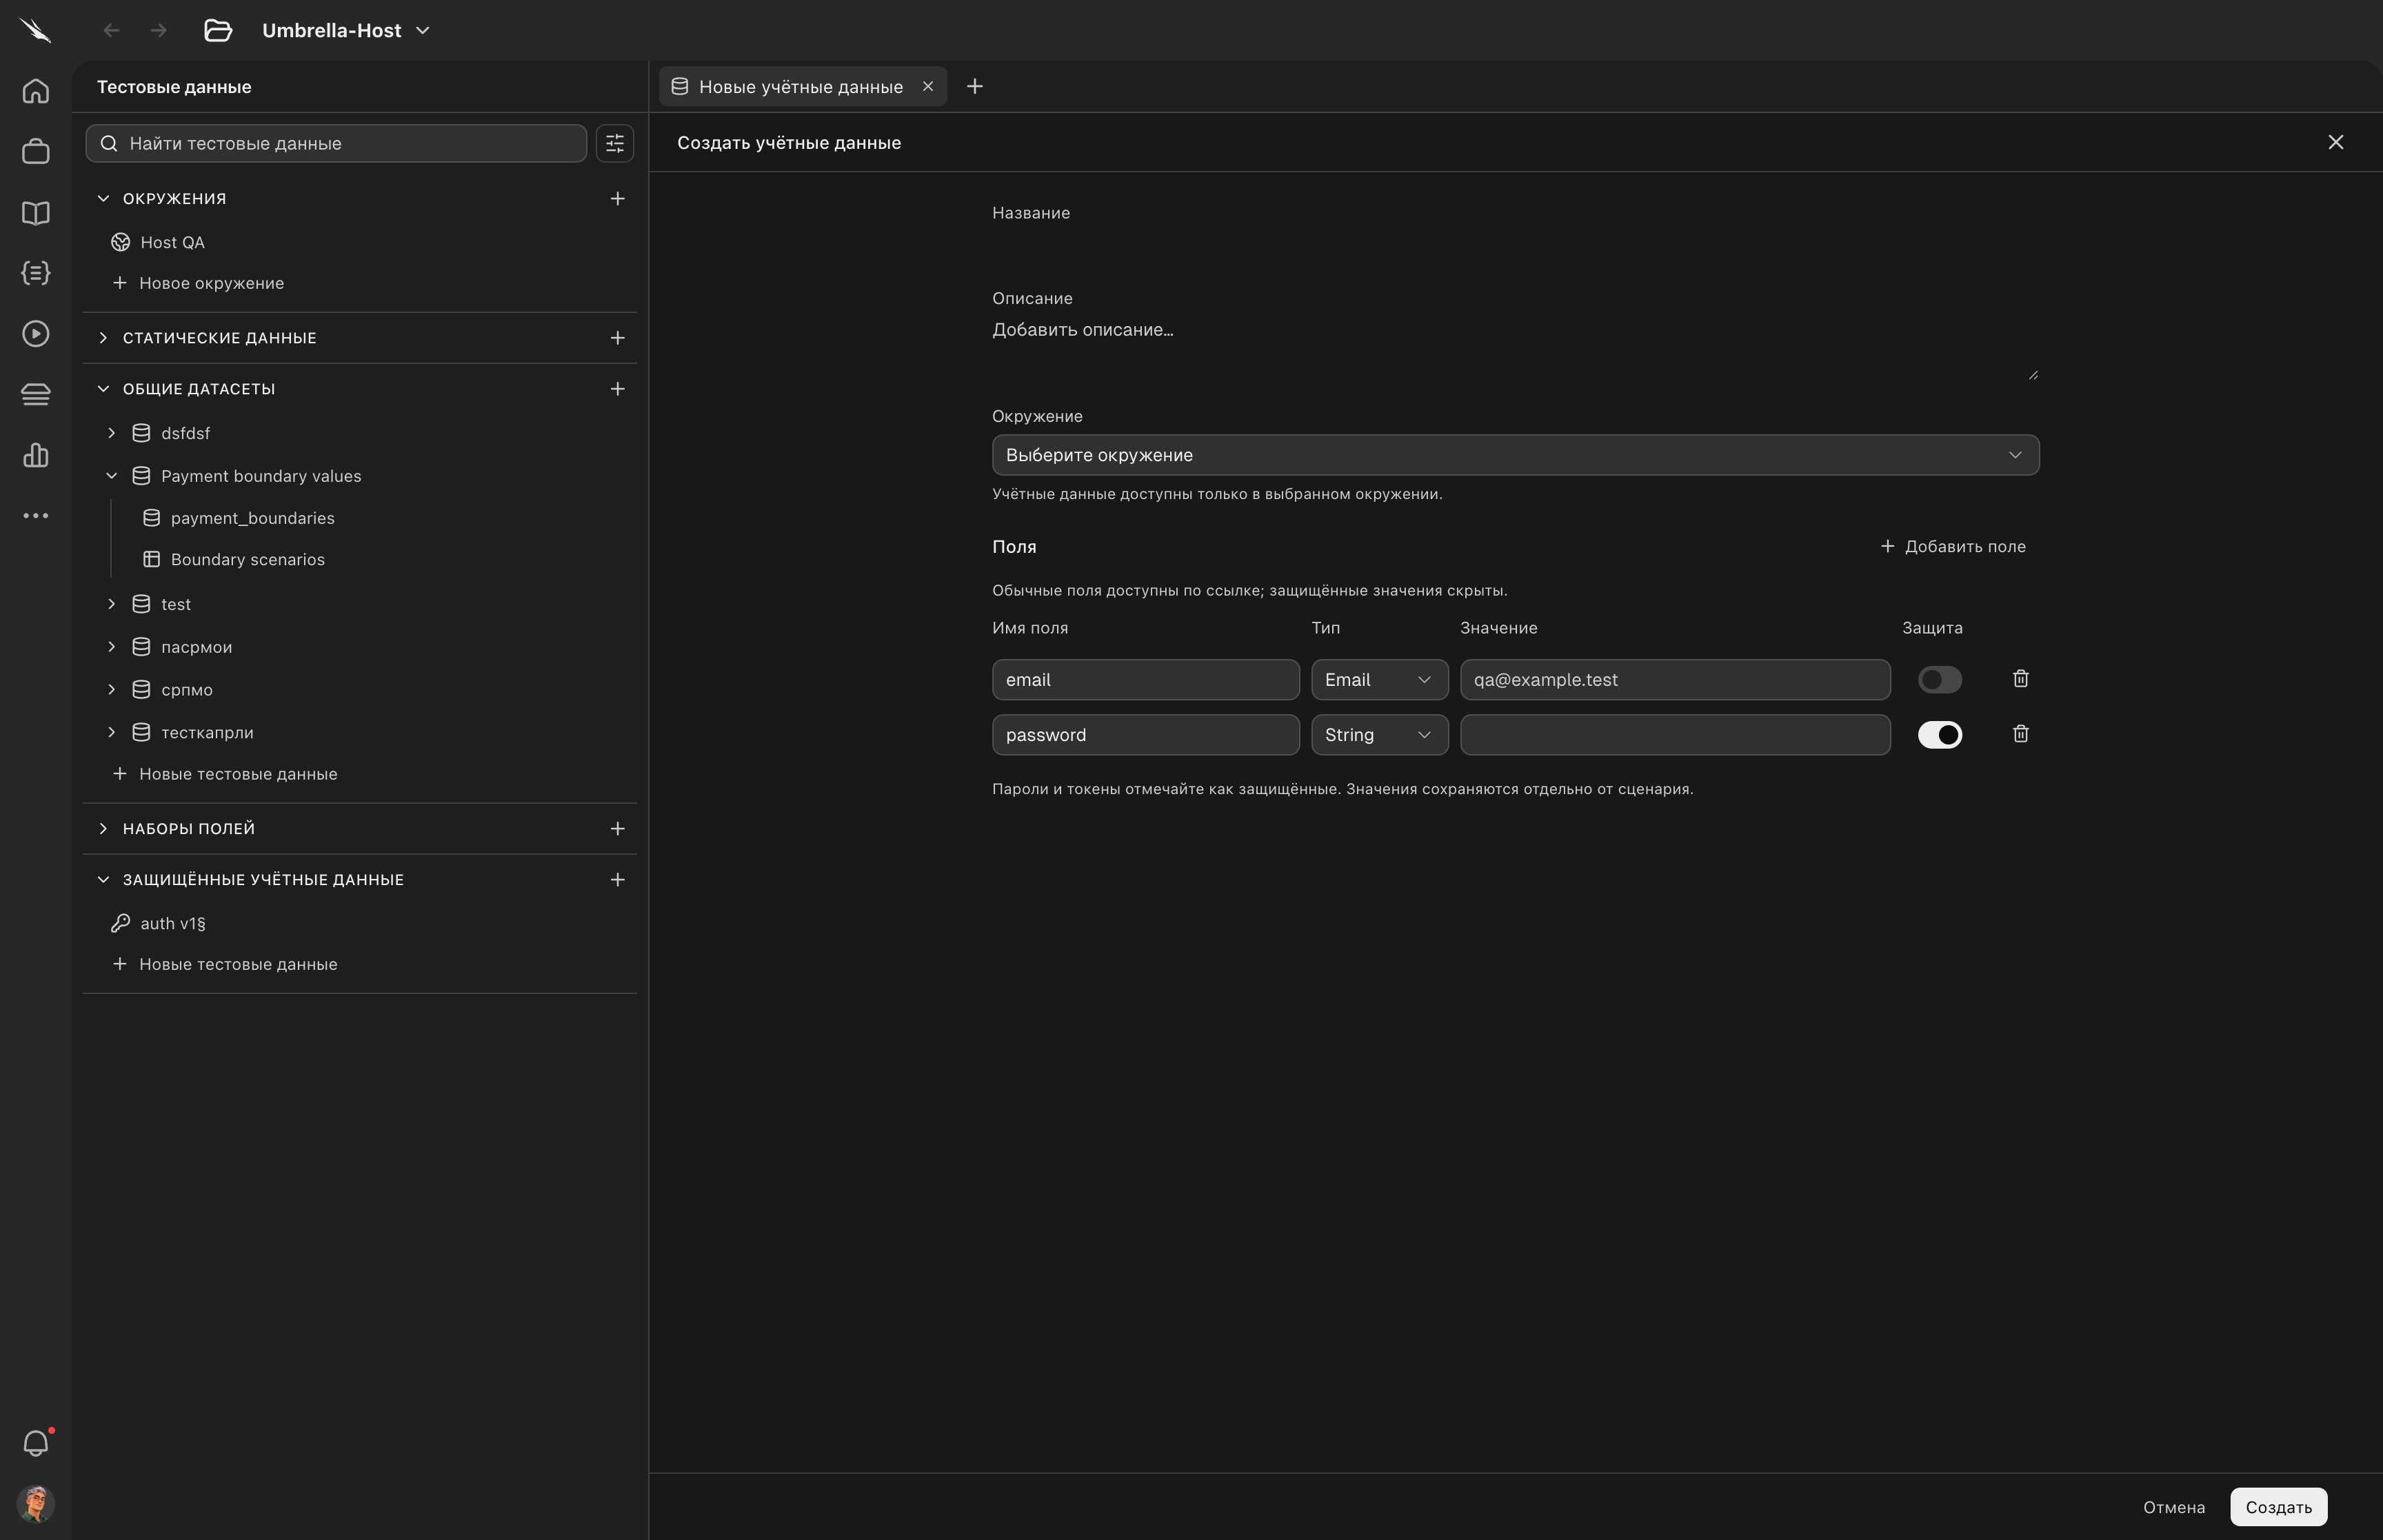 Umbrella-Host
Тестовые данные
Найти тестовые данные
ОКРУЖЕНИЯ
Host QA
Новое окружение
СТАТИЧЕСКИЕ ДАННЫЕ
ОБЩИЕ ДАТАСЕТЫ
dsfdsf
Payment boundary values
payment_boundaries
Boundary scenarios
test
пасрмои
српмо
тесткапрли
Новые тестовые данные
НАБОРЫ ПОЛЕЙ
ЗАЩИЩЁННЫЕ УЧЁТНЫЕ ДАННЫЕ
auth v1§
Новые тестовые данные
Новые учётные данные
Создать учётные данные
Название
Описание
Добавить описание…
Окружение
Выберите окружение
Учётные данные доступны только в выбранном окружении.
Поля
Добавить поле
Обычные поля доступны по ссылке; защищённые значения скрыты.
Имя поля Тип Значение Защита
email Email qa@example.test
password String
Пароли и токены отмечайте как защищённые. Значения сохраняются отдельно от сценария.
Отмена Создать